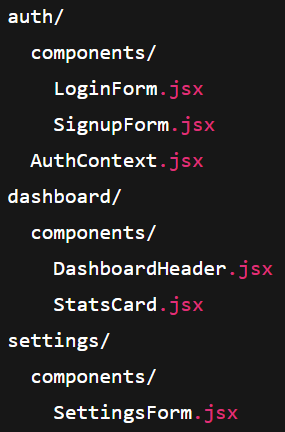 auth/
  components/
    LoginForm.jsx
    SignupForm.jsx
  AuthContext.jsx
dashboard/
  components/
    DashboardHeader.jsx
    StatsCard.jsx
settings/
  components/
    SettingsForm.jsx